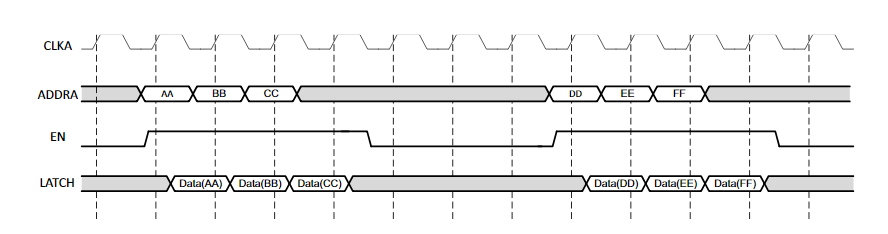 CLKA
ADDRA AA BB CC DD EE FF
EN
LATCH Data(AA) Data(BB) Data(CC) Data(DD) Data(EE) Data(FF)